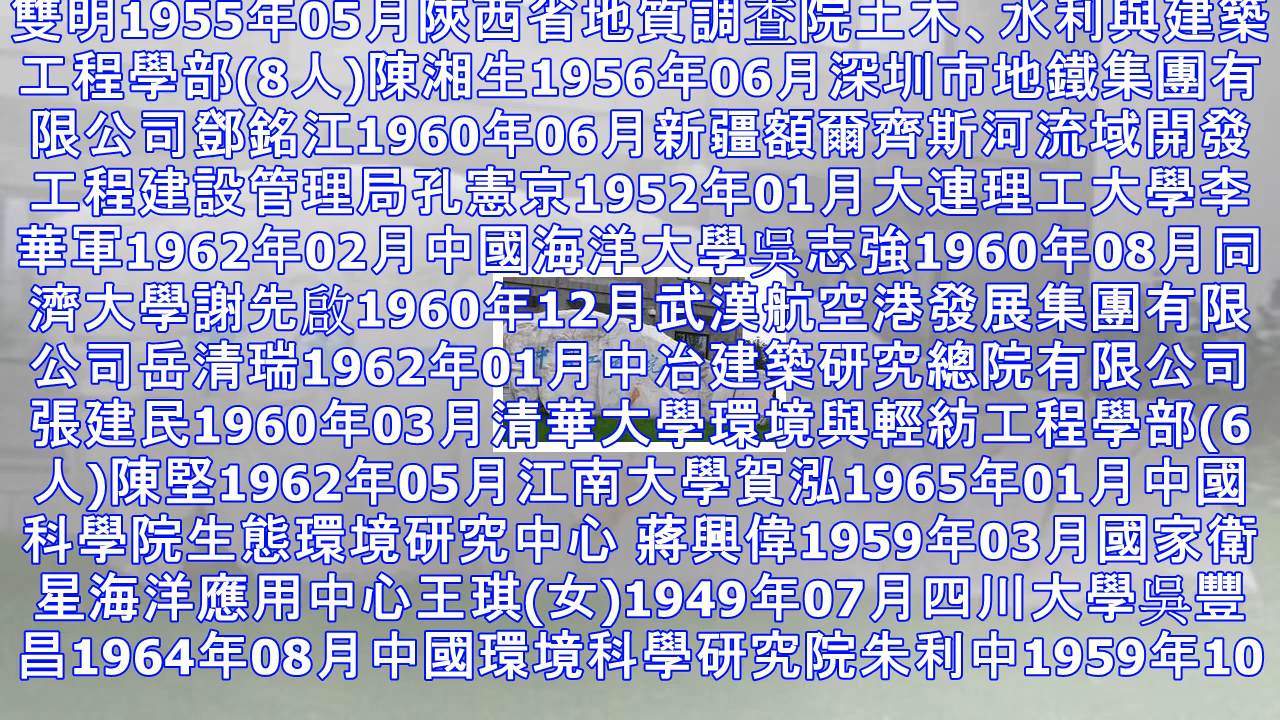 雙明1955年05月陝西省地質調查院土木、水利與建築
工程學部(8人)陳湘生1956年06月深圳市地鐵集團有
限公司鄧銘江1960年06月新疆額爾齊斯河流域開發
工程建設管理局孔憲京1952年01月大連理工大學李
華軍1962年02月中國海洋大學吳志強1960年08月同
濟大學謝先啟1960年12月武漢航空港發展集團有限
公司岳清瑞1962年01月中冶建築研究總院有限公司
張建民1960年03月清華大學環境與輕紡工程學部(6
人)陳堅1962年05月江南大學賀泓1965年01月中國
科學院生態環境研究中心 蔣興偉1959年03月國家衛
星海洋應用中心王琪(女)1949年07月四川大學吳豐
昌1964年08月中國環境科學研究院朱利中1959年10